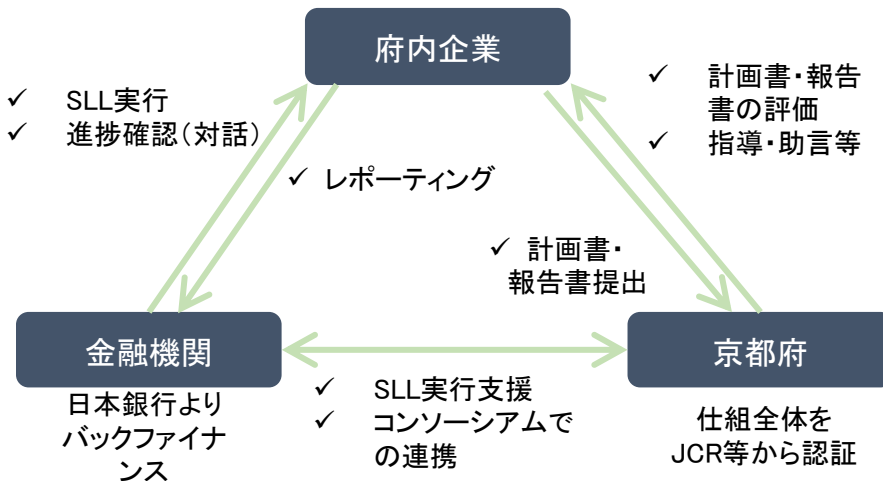 府内企業
✓ SLL実行
✓ 進捗確認(対話)
✓ 計画書・報告
書の評価
✓ 指導・助言等
✓ レポーティング
✓ 計画書・
報告書提出
金融機関
京都府
日本銀行より
バックファイナ
ンス
✓ SLL実行支援
✓ コンソーシアムで
の連携
仕組全体を
JCR等から認証